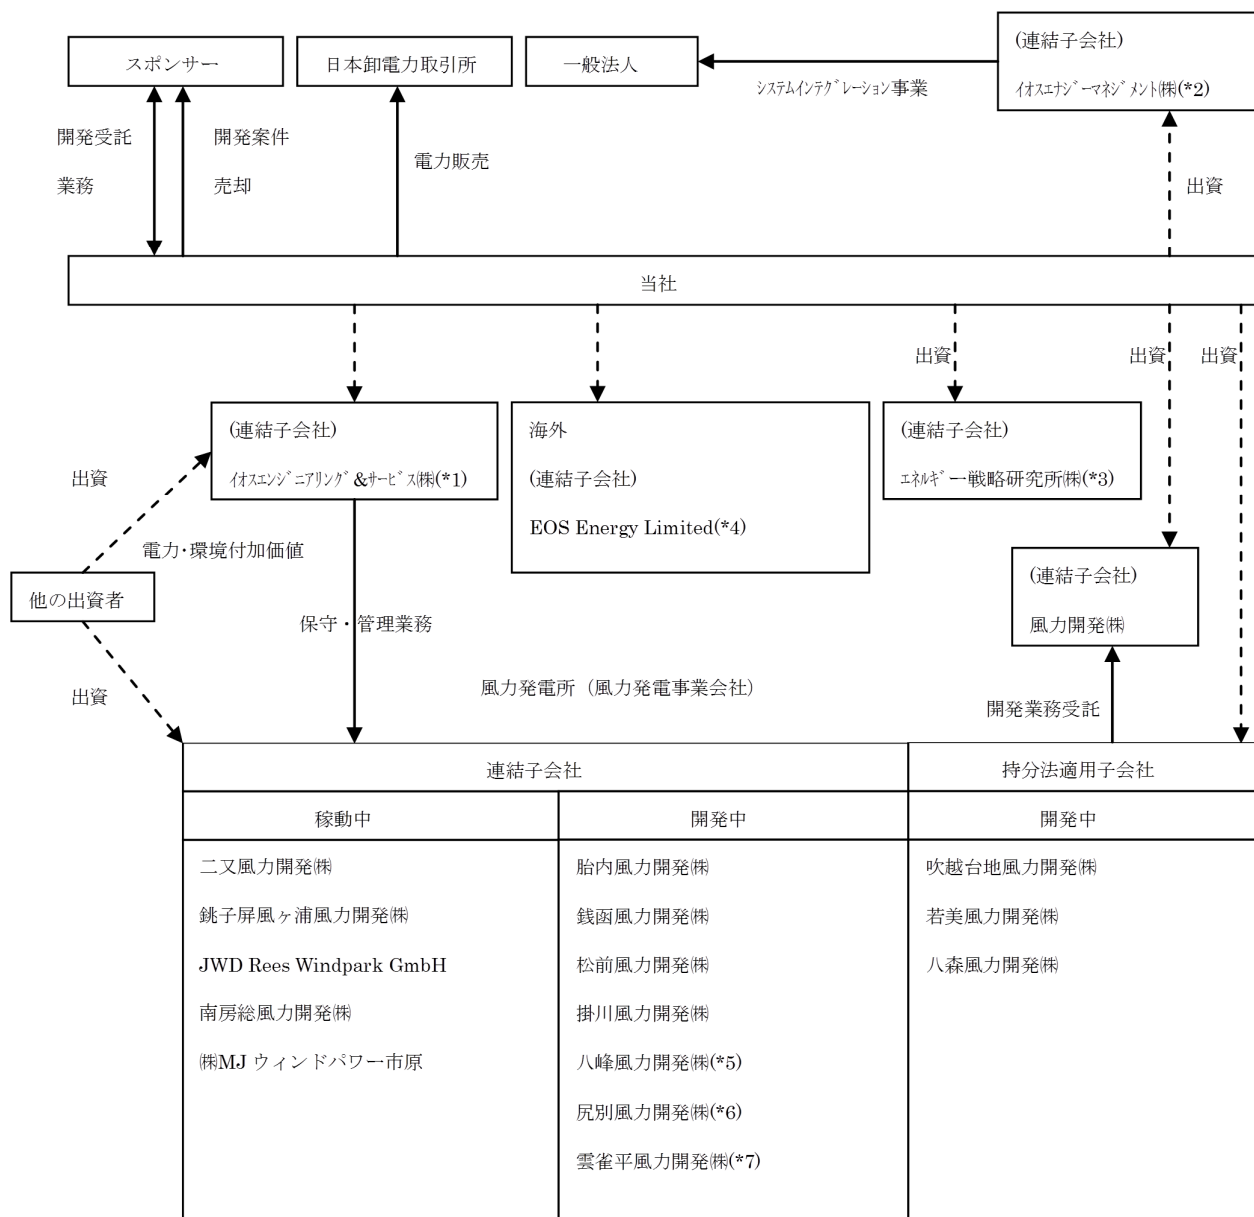 スポンサー
日本卸電力取引所
一般法人
(連結子会社)
イオスエナジーマネジメント㈱(*2)
システムインテグレーション事業
開発受託
業務
開発案件
売却
電力販売
出資
当社
出資
出資
出資
(連結子会社)
イオスエンジニアリング&サービス㈱(*1)
海外
(連結子会社)
EOS Energy Limited(*4)
(連結子会社)
エネルギー戦略研究所㈱(*3)
出資
電力･環境付加価値
他の出資者
(連結子会社)
風力開発㈱
保守・管理業務
出資
風力発電所（風力発電事業会社）
開発業務受託
連結子会社
持分法適用子会社
稼動中
開発中
開発中
二又風力開発㈱
銚子屏風ヶ浦風力開発㈱
JWD Rees Windpark GmbH
南房総風力開発㈱
㈱MJ ウィンドパワー市原
胎内風力開発㈱
銭函風力開発㈱
松前風力開発㈱
掛川風力開発㈱
八峰風力開発㈱(*5)
尻別風力開発㈱(*6)
雲雀平風力開発㈱(*7)
吹越台地風力開発㈱
若美風力開発㈱
八森風力開発㈱